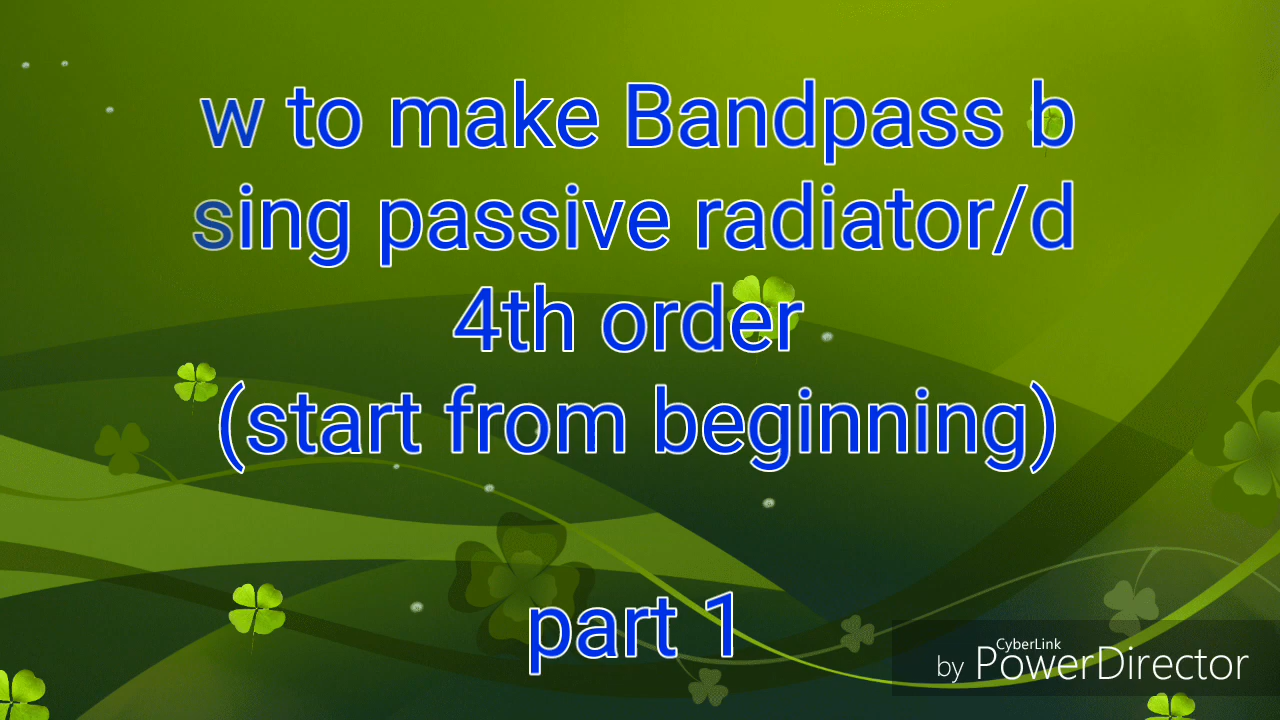 w to make Bandpass b
sing passive radiator/d
4th order
(start from beginning)
part 1
CyberLink
by PowerDirector